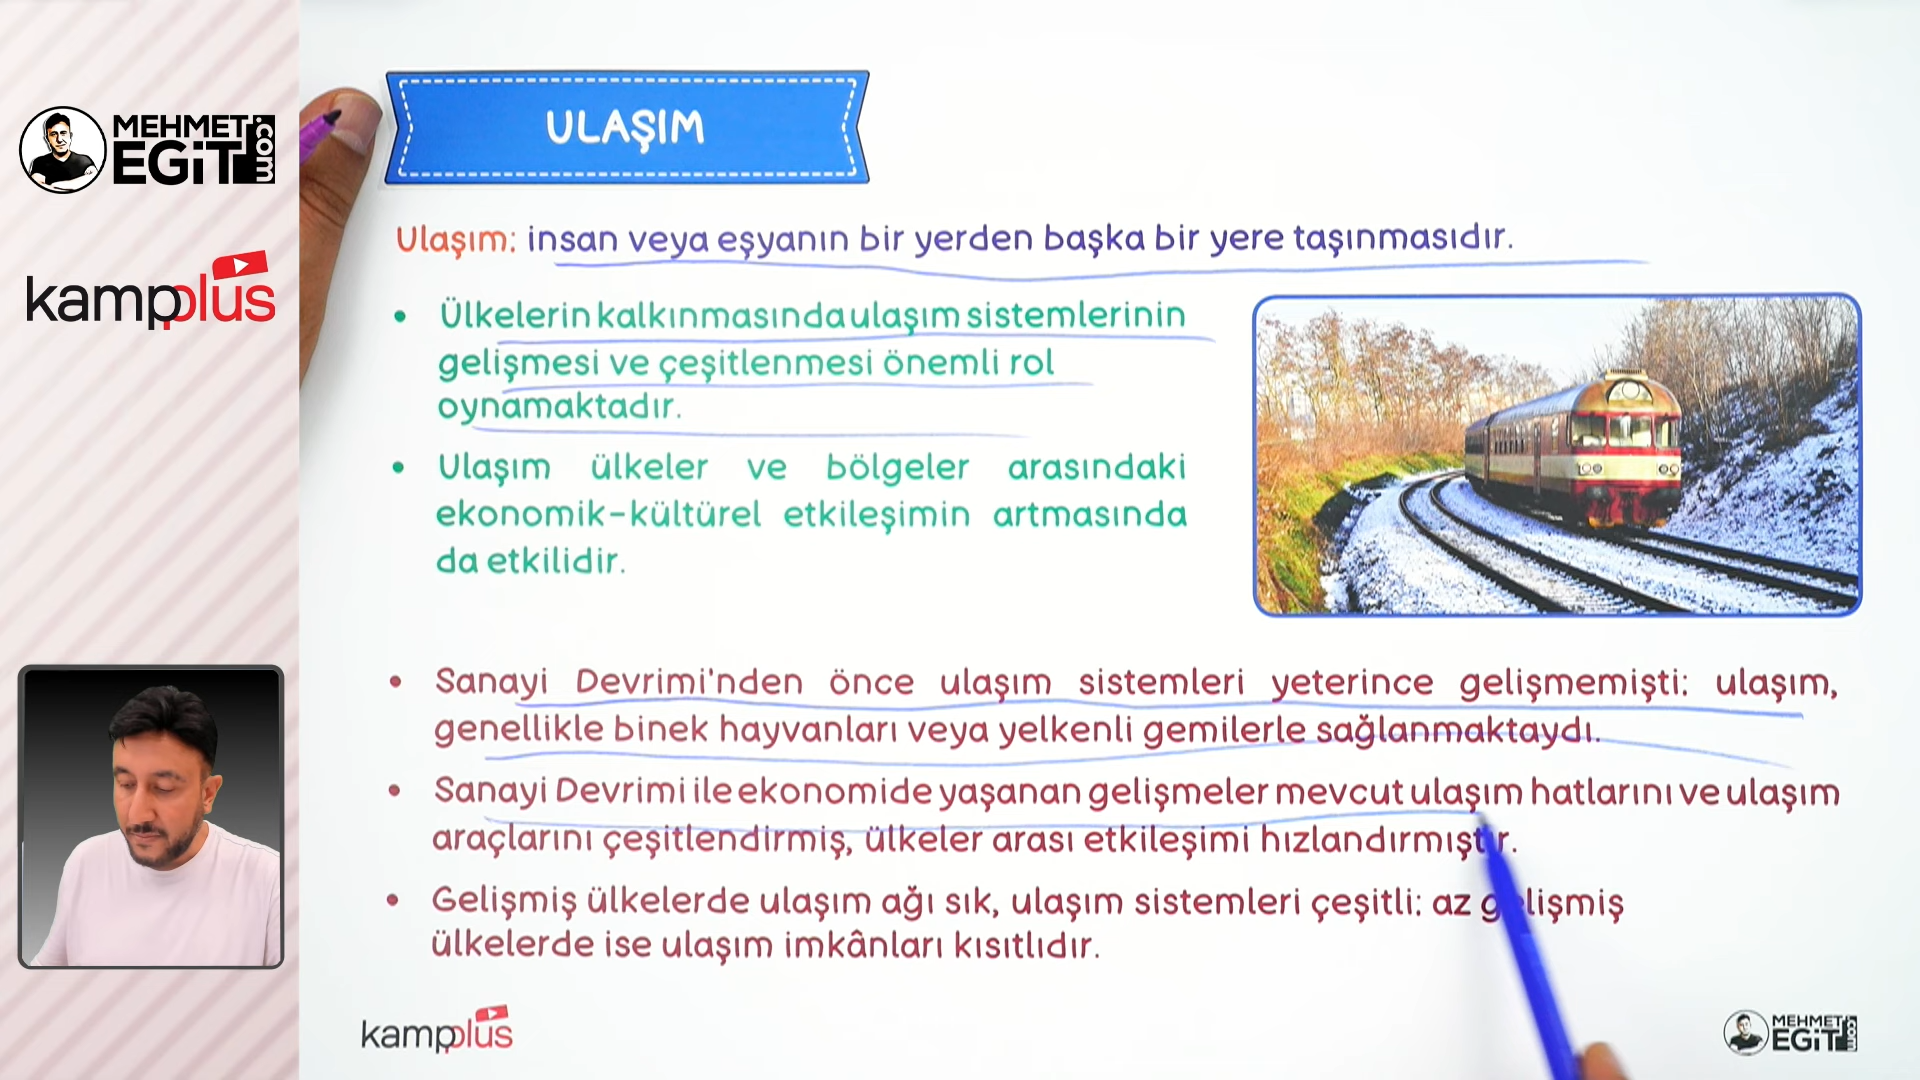 MEHMET
EGiT
.com
kampplus
ULAŞIM
Ulaşım: insan veya eşyanın bir yerden başka bir yere taşınmasıdır.
• Ülkelerin kalkınmasında ulaşım sistemlerinin
gelişmesi ve çeşitlenmesi önemli rol
oynamaktadır.
• Ulaşım ülkeler ve bölgeler arasındaki
ekonomik-kültürel etkileşimin artmasında
da etkilidir.
• Sanayi Devrimi'nden önce ulaşım sistemleri yeterince gelişmemişti: ulaşım,
genellikle binek hayvanları veya yelkenli gemilerle sağlanmaktaydı.
• Sanayi Devrimi ile ekonomide yaşanan gelişmeler mevcut ulaşım hatlarını ve ulaşım
araçlarını çeşitlendirmiş, ülkeler arası etkileşimi hızlandırmıştır.
• Gelişmiş ülkelerde ulaşım ağı sık, ulaşım sistemleri çeşitli: az gelişmiş
ülkelerde ise ulaşım imkânları kısıtlıdır.
kampplus
MEHMET
EGiT
.com